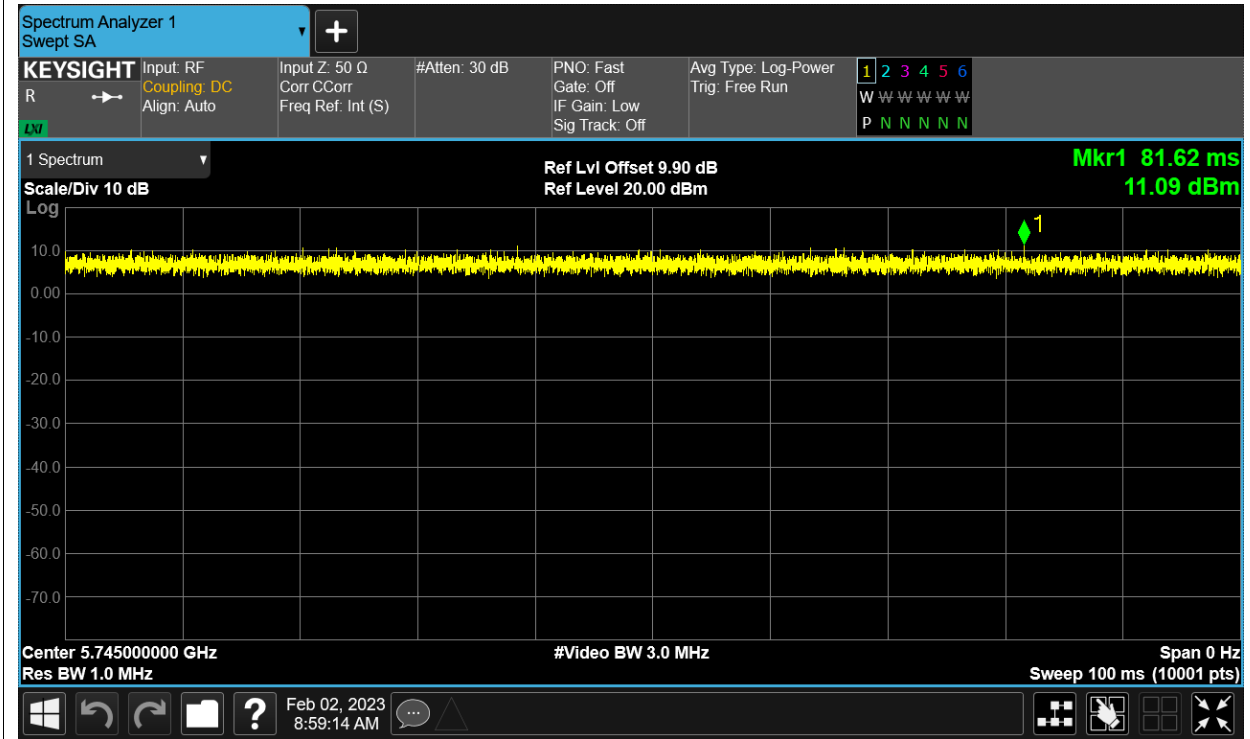 Spectrum Analyzer 1
Swept SA
KEYSIGHT
R
LXI
Input: RF
Coupling: DC
Align: Auto
Input Z: 50 Ω
Corr CCorr
Freq Ref: Int (S)
#Atten: 30 dB
PNO: Fast
Gate: Off
IF Gain: Low
Sig Track: Off
Avg Type: Log-Power
Trig: Free Run
1 2 3 4 5 6
W W W W W W
P N N N N N
1 Spectrum
Scale/Div 10 dB
Log
Ref Lvl Offset 9.90 dB
Ref Level 20.00 dBm
Mkr1 81.62 ms
11.09 dBm
1
10.0
0.00
-10.0
-20.0
-30.0
-40.0
-50.0
-60.0
-70.0
Center 5.745000000 GHz
Res BW 1.0 MHz
#Video BW 3.0 MHz
Span 0 Hz
Sweep 100 ms (10001 pts)
?
Feb 02, 2023
8:59:14 AM